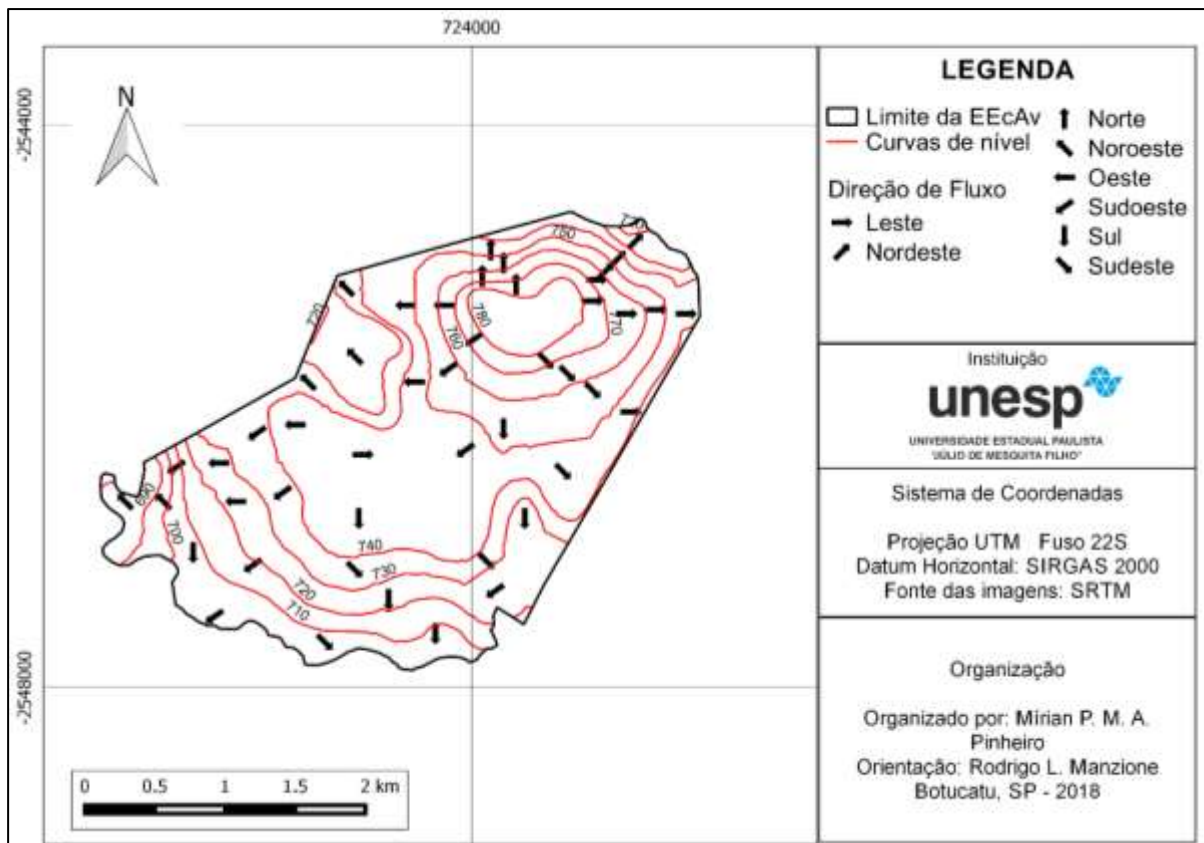 724000
-2544000
-2548000
N
720
750
780
770
760
720
690
700
740
730
720
710
0 0.5 1 1.5 2 km
LEGENDA
Limite da EEcAv
Curvas de nível
Direção de Fluxo
Leste
Nordeste
Norte
Noroeste
Oeste
Sudoeste
Sul
Sudeste
Instituição
unesp
UNIVERSIDADE ESTADUAL PAULISTA
"JÚLIO DE MESQUITA FILHO"
Sistema de Coordenadas
Projeção UTM Fuso 22S
Datum Horizontal: SIRGAS 2000
Fonte das imagens: SRTM
Organização
Organizado por: Mírian P. M. A.
Pinheiro
Orientação: Rodrigo L. Manzione
Botucatu, SP - 2018